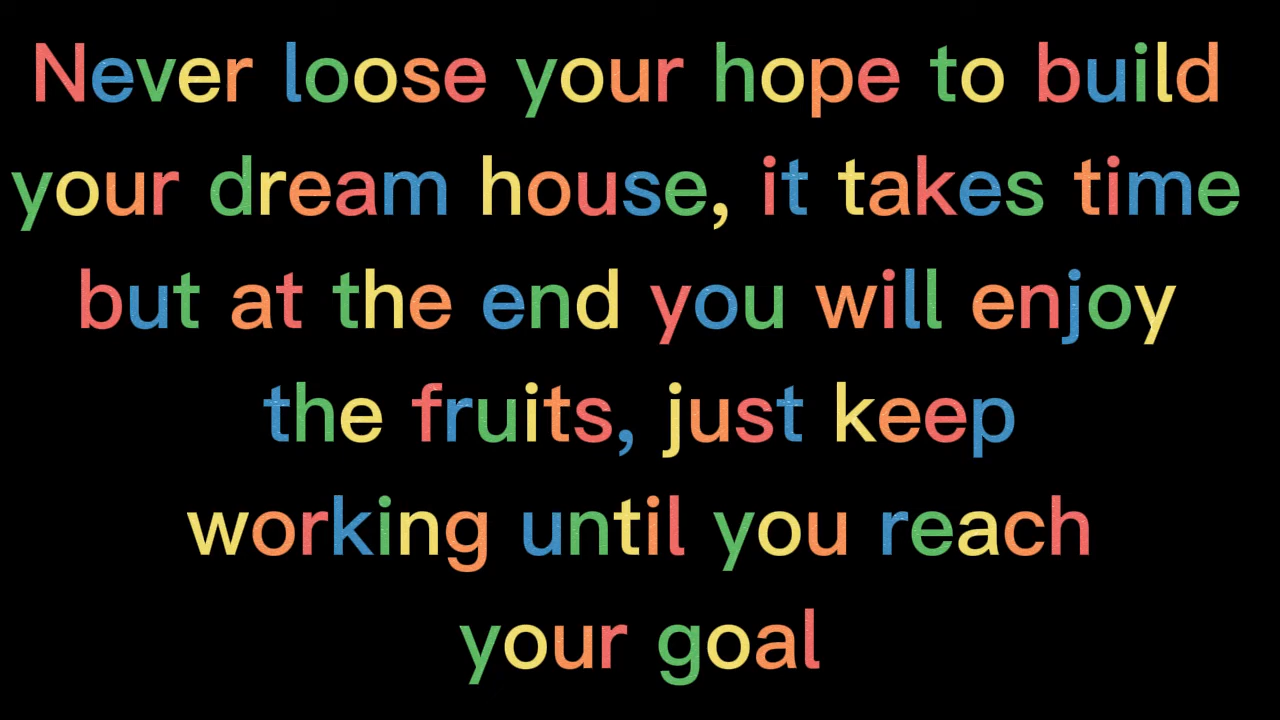 Never loose your hope to build
your dream house, it takes time
but at the end you will enjoy
the fruits, just keep
working until you reach
your goal